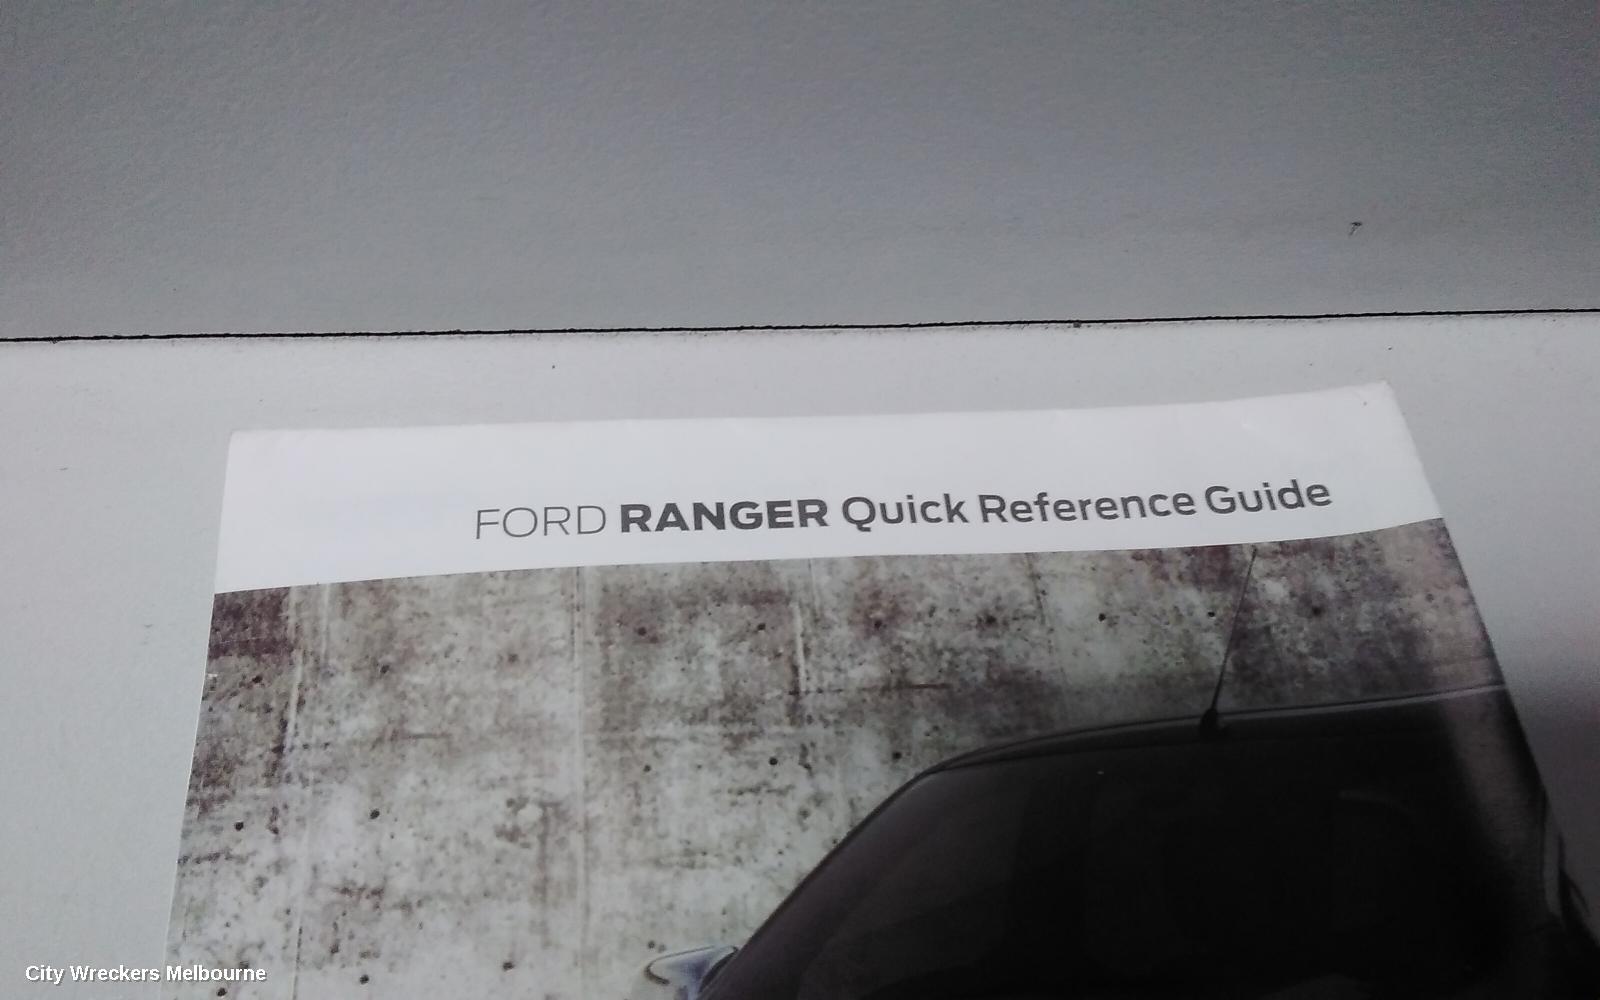 FORD RANGER Quick Reference Guide
City Wreckers Melbourne